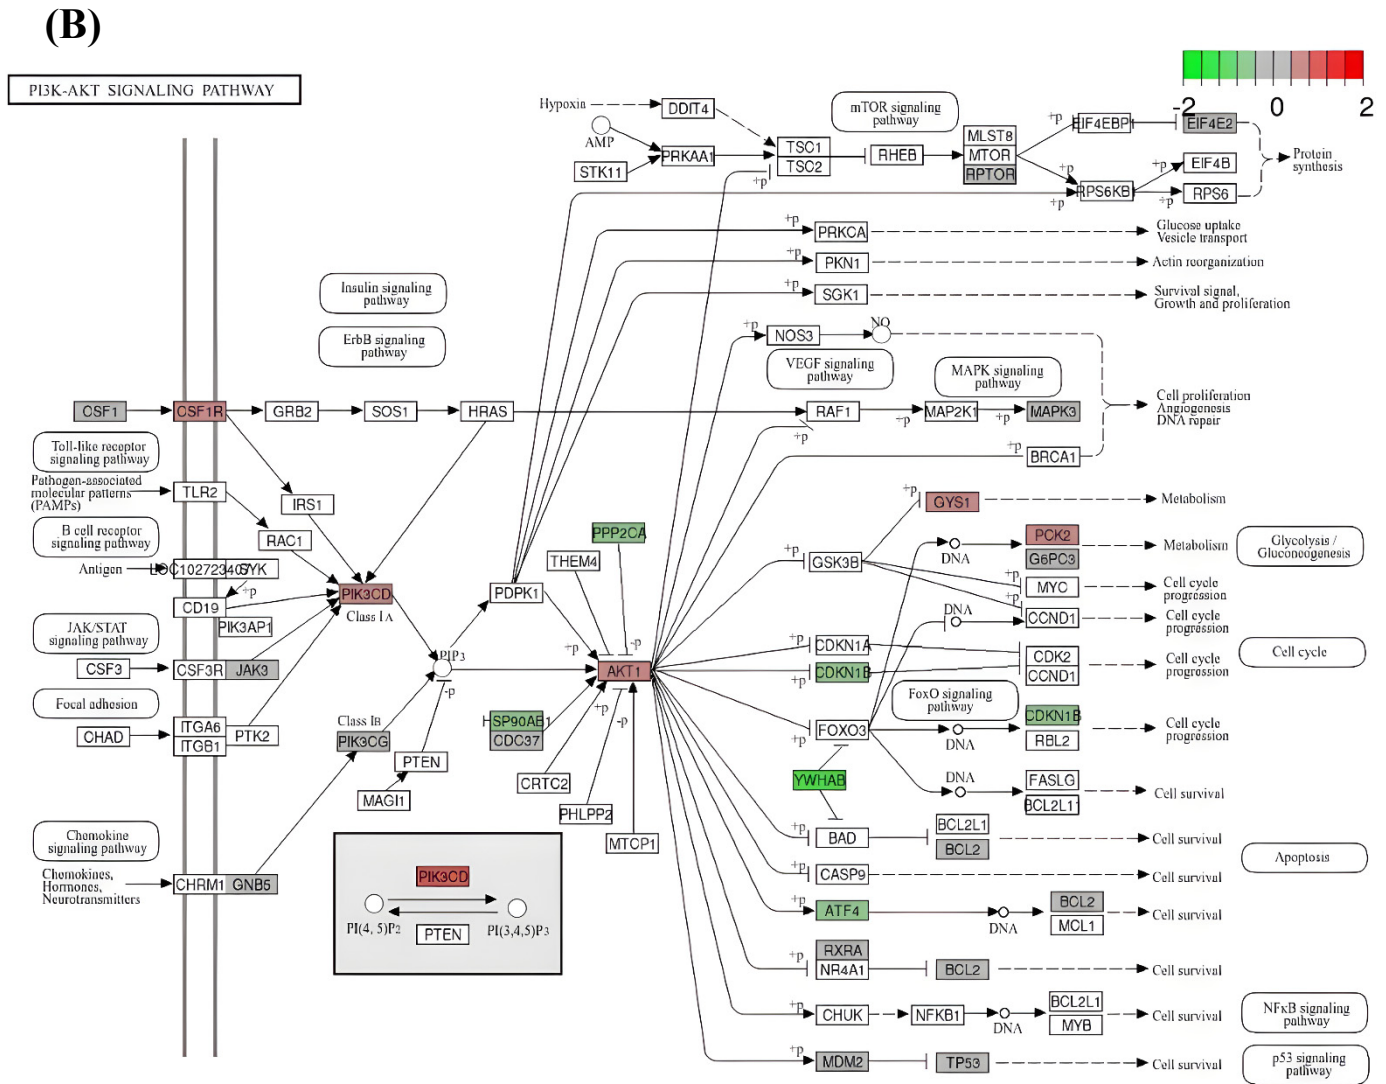 (B)
PI3K-AKT SIGNALING PATHWAY
-2
0
2
Hypoxia
DDIT4
AMP
STK11
PRKAA1
TSC1
TSC2
+p
RHEB
mTOR signaling
pathway
MLST8
MTOR
RPTOR
+p
EIF4EBP1
EIF4E2
+p
RPS6KB1
+p
+p
EIF4B
+p
RPS6
Protein
synthesis
+p
PRKCA
Glucose uptake
Vesicle transport
+p
PKN1
Actin reorganization
+p
SGK1
Survival signal,
Growth and proliferation
Insulin signaling
pathway
ErbB signaling
pathway
+p
NOS3
NO
VEGF signaling
pathway
MAPK signaling
pathway
CSF1
CSF1R
GRB2
SOS1
HRAS
RAF1
+p
+p
MAP2K1
+p
MAPK3
Cell proliferation
Angiogenesis
DNA repair
+p
BRCA1
Toll-like receptor
signaling pathway
Pathogen-associated
molecular patterns
(PAMPs)
TLR2
IRS1
RAC1
B cell receptor
signaling pathway
Antigen
LOC102723407
SYK
+p
CD19
PIK3AP1
PIK3CD
Class IA
JAK/STAT
signaling pathway
CSF3
CSF3R
JAK3
Focal adhesion
CHAD
ITGA6
ITGB1
PTK2
PIP3
-p
Class IB
PIK3CG
PTEN
MAGI1
PDPK1
THEM4
PPP2CA
+p
-p
AKT1
HSP90AB1
CDC37
+p
-p
CRTC2
PHLPP2
MTCP1
+p
GYS1
Metabolism
DNA
PCK2
G6PC3
Metabolism
Glycolysis /
Gluconeogenesis
+p
GSK3B
+p
MYC
Cell cycle
progression
+p
DNA
CCND1
Cell cycle
progression
+p
CDKN1A
+p
CDKN1B
CDK2
CCND1
Cell cycle
progression
Cell cycle
FoxO signaling
pathway
+p
FOXO3
DNA
CDKN1B
RBL2
Cell cycle
progression
YWHAB
DNA
FASLG
BCL2L11
Cell survival
+p
BAD
BCL2L1
BCL2
Cell survival
Apoptosis
+p
CASP9
Cell survival
+p
ATF4
DNA
BCL2
MCL1
Cell survival
+p
RXRA
NR4A1
BCL2
Cell survival
+p
CHUK
NFKB1
DNA
BCL2L1
MYB
Cell survival
NFκB signaling
pathway
+p
MDM2
TP53
Cell survival
p53 signaling
pathway
Chemokine
signaling pathway
Chemokines,
Hormones,
Neurotransmitters
CHRM1
GNB5
PIK3CD
PI(4, 5)P2
PTEN
PI(3,4,5)P3